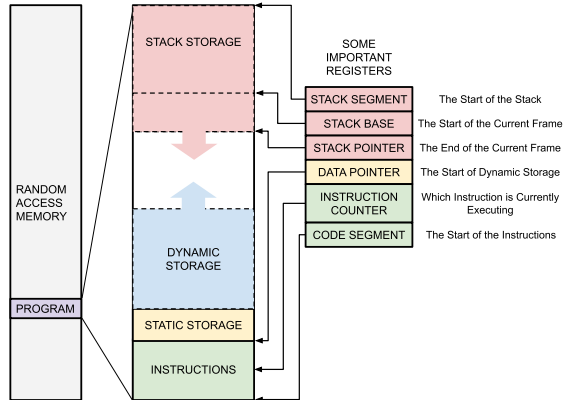 RANDOM
ACCESS
MEMORY
PROGRAM
STACK STORAGE
DYNAMIC
STORAGE
STATIC STORAGE
INSTRUCTIONS
SOME
IMPORTANT
REGISTERS
STACK SEGMENT The Start of the Stack
STACK BASE The Start of the Current Frame
STACK POINTER The End of the Current Frame
DATA POINTER The Start of Dynamic Storage
INSTRUCTION
COUNTER
Which Instruction is Currently
Executing
CODE SEGMENT The Start of the Instructions